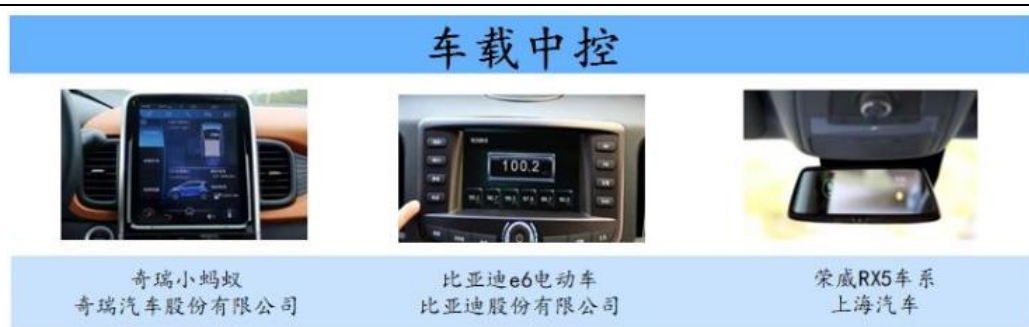 车载中控
100.2
奇瑞小蚂蚁
奇瑞汽车股份有限公司
比亚迪e6电动车
比亚迪股份有限公司
荣威RX5车系
上海汽车